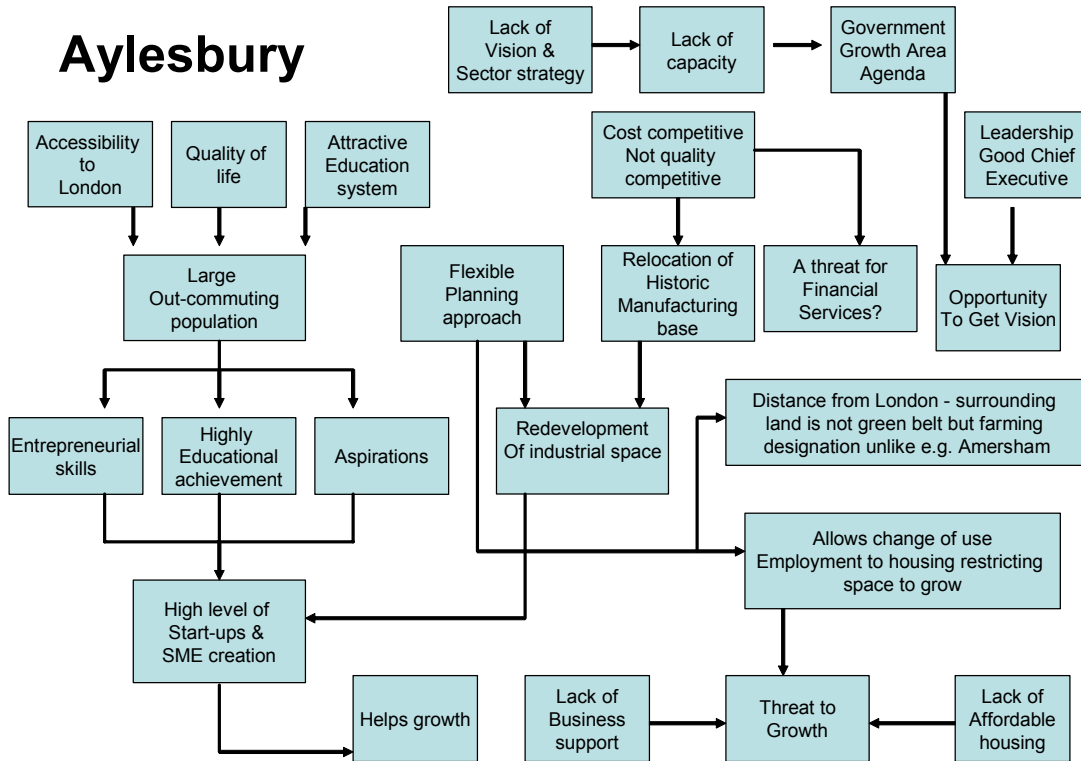 Aylesbury
Lack of
Vision &
Sector strategy
Lack of
capacity
Government
Growth Area
Agenda
Accessibility
to
London
Quality of
life
Attractive
Education
system
Cost competitive
Not quality
competitive
Leadership
Good Chief
Executive
Large
Out-commuting
population
Flexible
Planning
approach
Relocation of
Historic
Manufacturing
base
A threat for
Financial
Services?
Opportunity
To Get Vision
Entrepreneurial
skills
Highly
Educational
achievement
Aspirations
Redevelopment
Of industrial space
Distance from London - surrounding
land is not green belt but farming
designation unlike e.g. Amersham
Allows change of use
Employment to housing restricting
space to grow
High level of
Start-ups &
SME creation
Helps growth
Lack of
Business
support
Threat to
Growth
Lack of
Affordable
housing